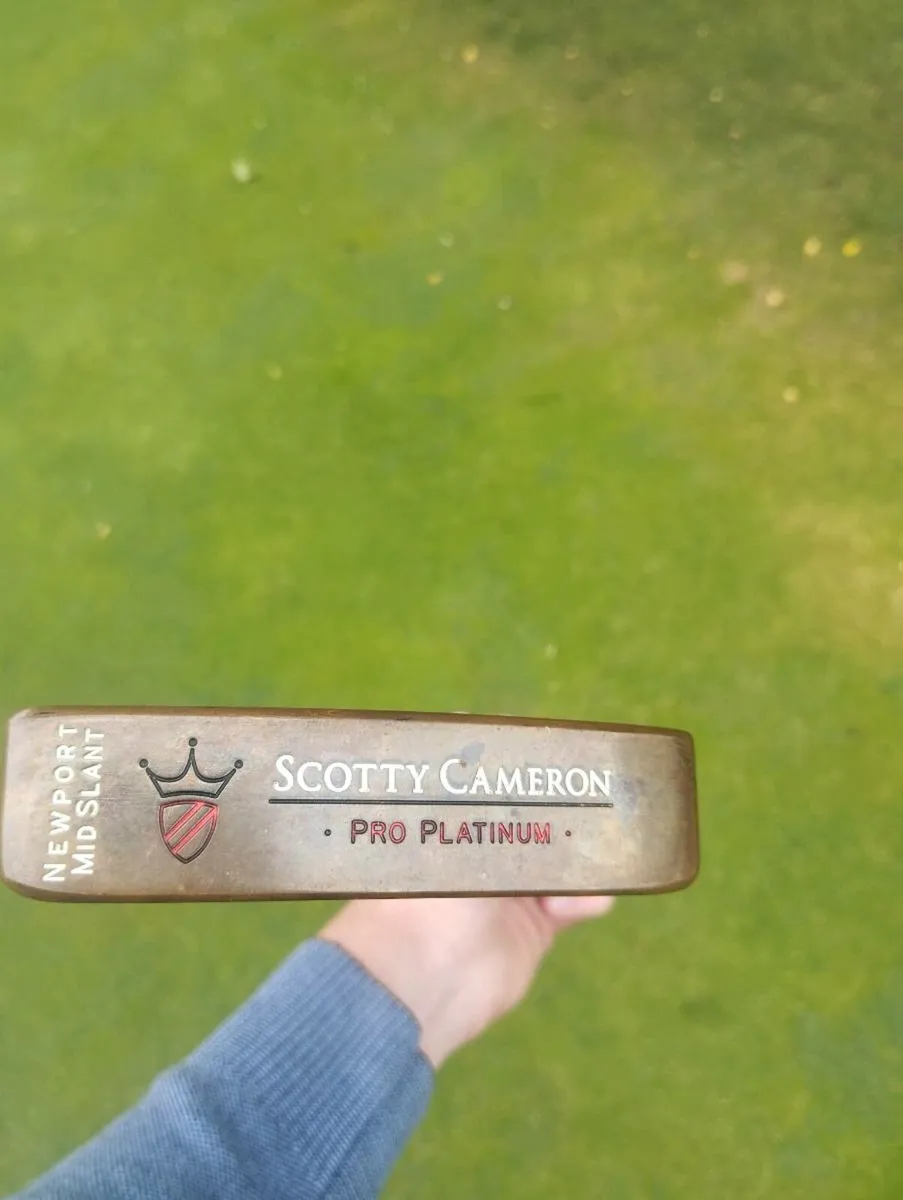 NEWPORT
MID SLANT
SCOTTY CAMERON
· PRO PLATINUM ·